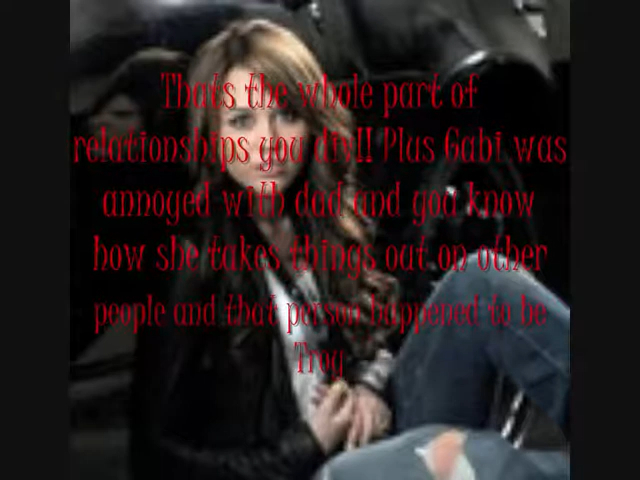 Thats the whole part of
relationships you div!! Plus Gabi was
annoyed with dad and you know
how she takes things out on other
people and that person happened to be
Troy